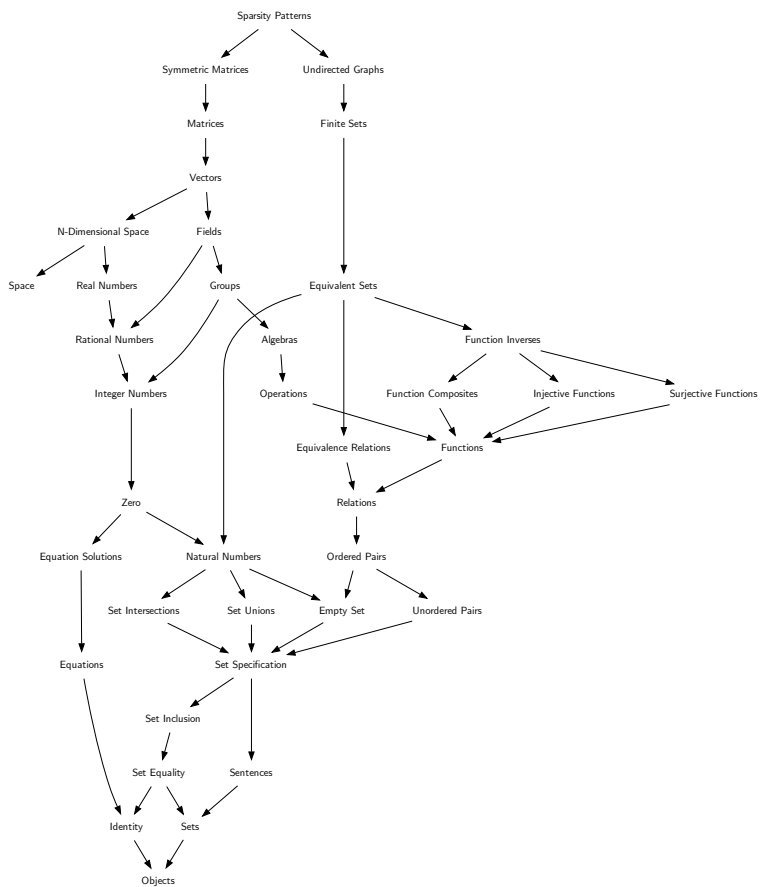 Sparsity Patterns
Symmetric Matrices
Undirected Graphs
Matrices
Finite Sets
Vectors
N-Dimensional Space
Fields
Space
Real Numbers
Groups
Equivalent Sets
Rational Numbers
Algebras
Function Inverses
Integer Numbers
Operations
Function Composites
Injective Functions
Surjective Functions
Equivalence Relations
Functions
Zero
Relations
Equation Solutions
Natural Numbers
Ordered Pairs
Set Intersections
Set Unions
Empty Set
Unordered Pairs
Equations
Set Specification
Set Inclusion
Set Equality
Sentences
Identity
Sets
Objects